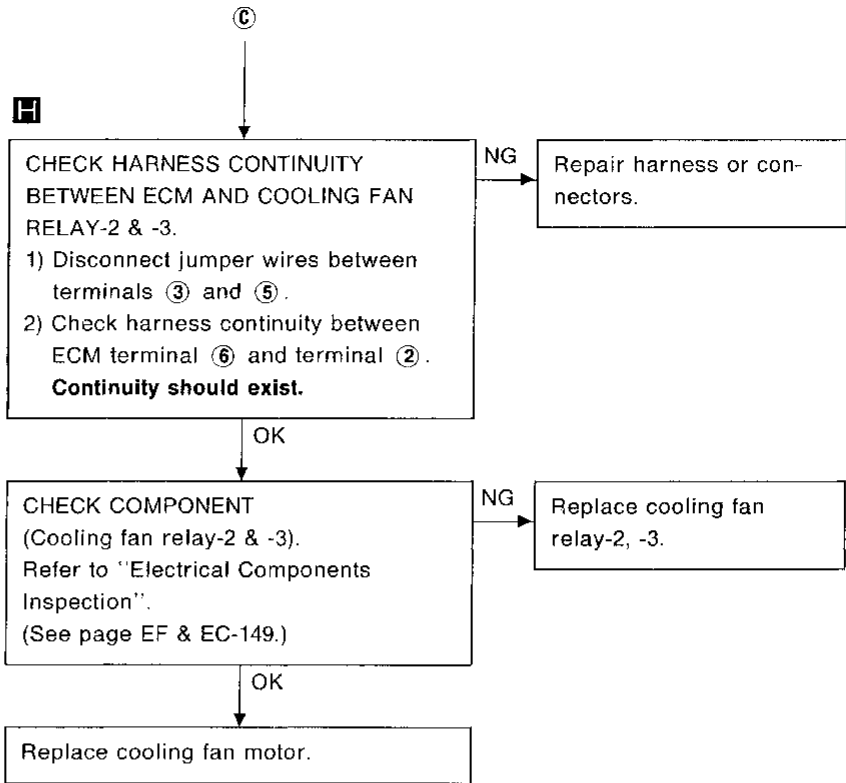 Ⓒ
H
CHECK HARNESS CONTINUITY
BETWEEN ECM AND COOLING FAN
RELAY-2 & -3.
1) Disconnect jumper wires between
terminals ③ and ⑤.
2) Check harness continuity between
ECM terminal ⑥ and terminal ②.
Continuity should exist.
NG
Repair harness or con-
nectors.
OK
CHECK COMPONENT
(Cooling fan relay-2 & -3).
Refer to "Electrical Components
Inspection".
(See page EF & EC-149.)
NG
Replace cooling fan
relay-2, -3.
OK
Replace cooling fan motor.